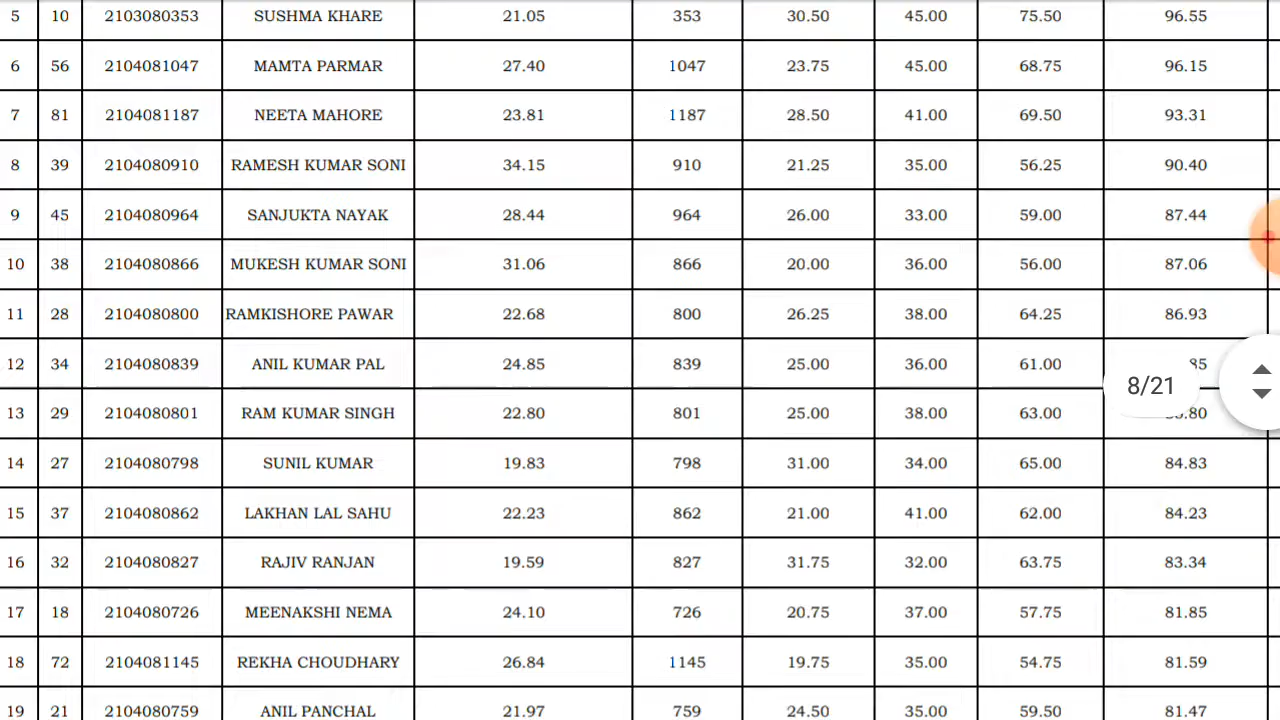 5 10 2103080353 SUSHMA KHARE 21.05 353 30.50 45.00 75.50 96.55
6 56 2104081047 MAMTA PARMAR 27.40 1047 23.75 45.00 68.75 96.15
7 81 2104081187 NEETA MAHORE 23.81 1187 28.50 41.00 69.50 93.31
8 39 2104080910 RAMESH KUMAR SONI 34.15 910 21.25 35.00 56.25 90.40
9 45 2104080964 SANJUKTA NAYAK 28.44 964 26.00 33.00 59.00 87.44
10 38 2104080866 MUKESH KUMAR SONI 31.06 866 20.00 36.00 56.00 87.06
11 28 2104080800 RAMKISHORE PAWAR 22.68 800 26.25 38.00 64.25 86.93
12 34 2104080839 ANIL KUMAR PAL 24.85 839 25.00 36.00 61.00
8/21
13 29 2104080801 RAM KUMAR SINGH 22.80 801 25.00 38.00 63.00
14 27 2104080798 SUNIL KUMAR 19.83 798 31.00 34.00 65.00 84.83
15 37 2104080862 LAKHAN LAL SAHU 22.23 862 21.00 41.00 62.00 84.23
16 32 2104080827 RAJIV RANJAN 19.59 827 31.75 32.00 63.75 83.34
17 18 2104080726 MEENAKSHI NEMA 24.10 726 20.75 37.00 57.75 81.85
18 72 2104081145 REKHA CHOUDHARY 26.84 1145 19.75 35.00 54.75 81.59
19 21 2104080759 ANIL PANCHAL 21.97 759 24.50 35.00 59.50 81.47